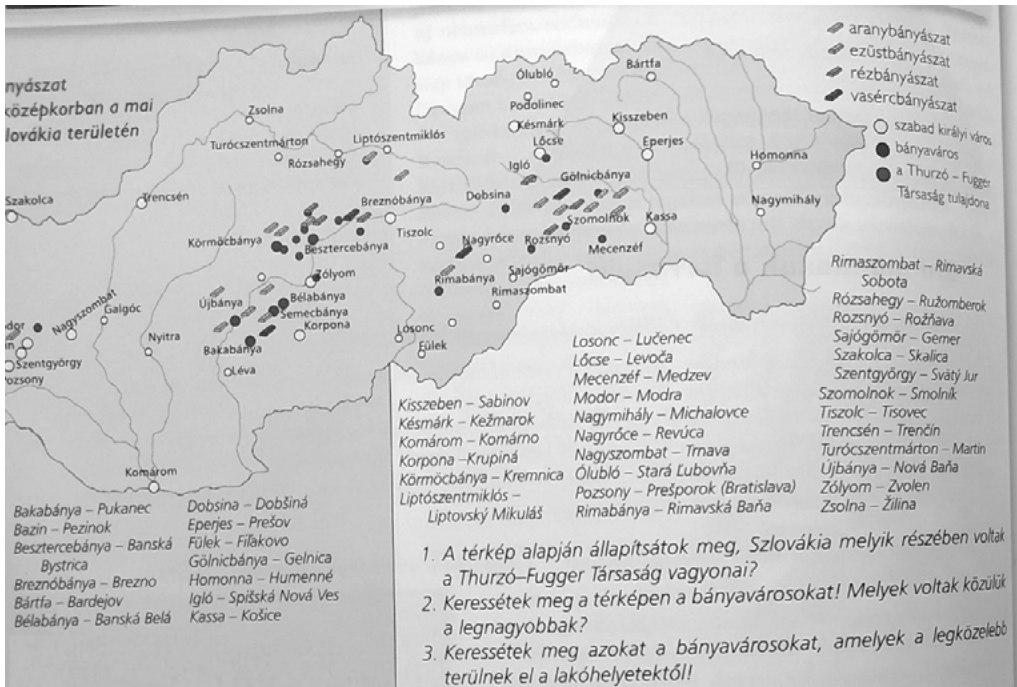 nyászat
középkorban a mai
lovákia területén
aranybányászat
ezüstbányászat
rézbányászat
vasércbányászat
szabad királyi város
bányaváros
a Thurzó – Fugger
Társaság tulajdona
Ólubló
Bártfa
Podolinec
Zsolna
Késmárk
Kisszeben
Turócszentmárton
Liptószentmiklós
Lőcse
Eperjes
Rózsahegy
Igló
Homonna
Gölnicbánya
Szakolca
Trencsén
Dobsina
Breznóbánya
Nagymihály
Szomolnok
Kassa
Körmöcbánya
Tiszolc
Nagyrőce
Rozsnyó
Besztercebánya
Mecenzéf
Zólyom
Rimabánya
Sajógömör
Rimaszombat
Újbánya
Bélabánya
Semecbánya
Korpona
Nagyszombat
Galgóc
dor
Nyitra
Losonc
Fülek
Bakabánya
in
Szentgyörgy
Pozsony
Léva
Komárom
Bakabánya – Pukanec
Bazin – Pezinok
Besztercebánya – Banská
Bystrica
Breznóbánya – Brezno
Bártfa – Bardejov
Bélabánya – Banská Belá
Dobsina – Dobšiná
Eperjes – Prešov
Fülek – Fiľakovo
Gölnicbánya – Gelnica
Homonna – Humenné
Igló – Spišská Nová Ves
Kassa – Košice
Kisszeben – Sabinov
Késmárk – Kežmarok
Komárom – Komárno
Korpona –Krupiná
Körmöcbánya – Kremnica
Liptószentmiklós –
Liptovský Mikuláš
Losonc – Lučenec
Lőcse – Levoča
Mecenzéf – Medzev
Modor – Modra
Nagymihály – Michalovce
Nagyrőce – Revúca
Nagyszombat – Trnava
Ólubló – Stará Ľubovňa
Pozsony – Prešporok (Bratislava)
Rimabánya – Rimavská Baňa
Rimaszombat – Rimavská
Sobota
Rózsahegy – Ružomberok
Rozsnyó – Rožňava
Sajógömör – Gemer
Szakolca – Skalica
Szentgyörgy – Svätý Jur
Szomolnok – Smolník
Tiszolc – Tisovec
Trencsén – Trenčín
Turócszentmárton – Martin
Újbánya – Nová Baňa
Zólyom – Zvolen
Zsolna – Žilina
1. A térkép alapján állapítsátok meg, Szlovákia melyik részében voltak
a Thurzó–Fugger Társaság vagyonai?
2. Keressétek meg a térképen a bányavárosokat! Melyek voltak közülük
a legnagyobbak?
3. Keressétek meg azokat a bányavárosokat, amelyek a legközelebb
terülnek el a lakóhelyetektől!